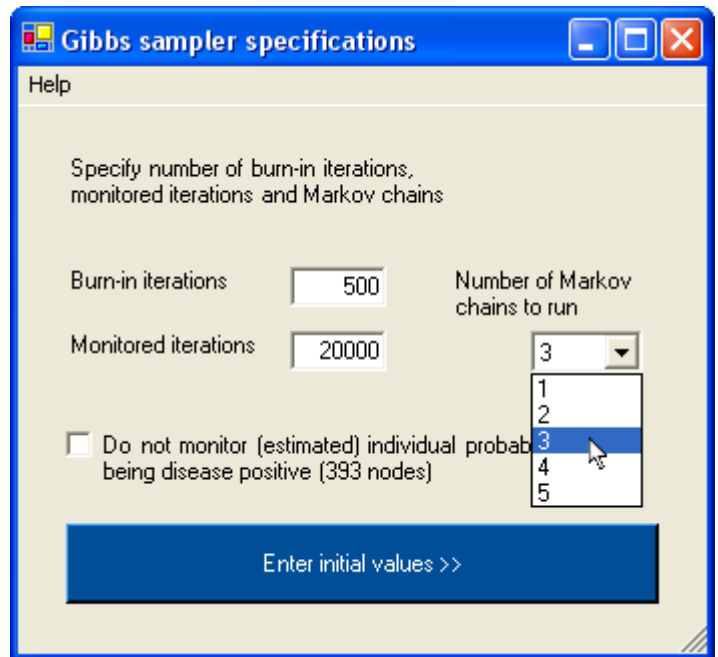 Gibbs sampler specifications
Help
Specify number of burn-in iterations,
monitored iterations and Markov chains
Burn-in iterations
500
Number of Markov
chains to run
Monitored iterations
20000
3
1
2
3
4
5
Do not monitor (estimated) individual probab
being disease positive (393 nodes)
Enter initial values >>